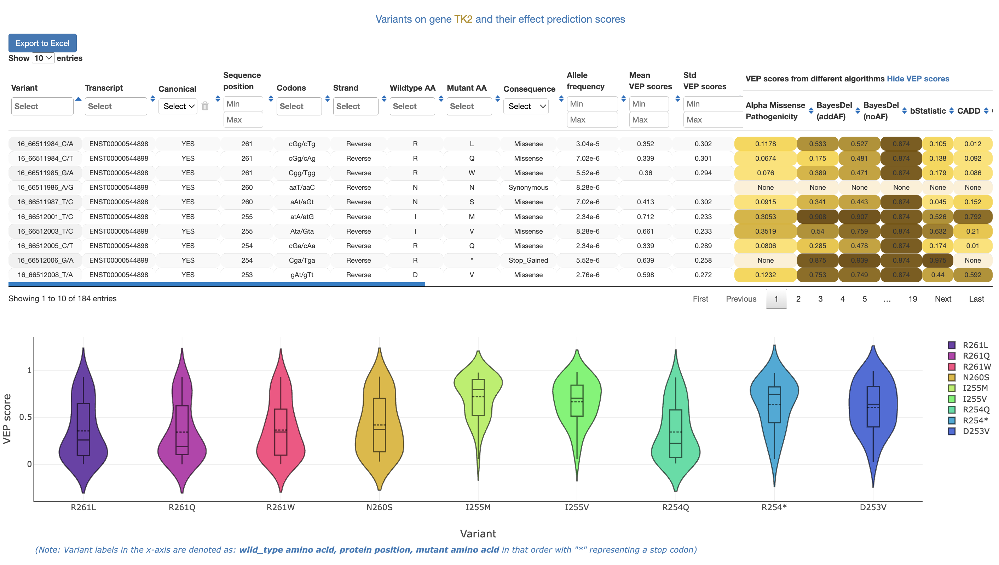 Variants on gene TK2 and their effect prediction scores
Export to Excel
Show 10 entries
Variant Transcript Canonical Sequence position Codons Strand Wildtype AA Mutant AA Consequence Allele frequency Mean VEP scores Std VEP scores VEP scores from different algorithms Hide VEP scores
Select Select Select Min Select Select Select Select Select Min Min Min Alpha Missense Pathogenicity BayesDel (addAF) BayesDel (noAF) bStatistic CADD
Max Max Max Max
16_66511984_C/A ENST00000544898 YES 261 cGg/cTg Reverse R L Missense 3.04e-5 0.352 0.302 0.1178 0.533 0.527 0.874 0.105 0.012
16_66511984_C/T ENST00000544898 YES 261 cGg/cAg Reverse R Q Missense 7.02e-6 0.339 0.301 0.0674 0.175 0.481 0.874 0.138 0.092
16_66511985_G/A ENST00000544898 YES 261 Cgg/Tgg Reverse R W Missense 5.52e-6 0.36 0.294 0.076 0.389 0.471 0.874 0.179 0.086
16_66511986_A/G ENST00000544898 YES 260 aaT/aaC Reverse N N Synonymous 8.28e-6 None None None None None None
16_66511987_T/C ENST00000544898 YES 260 aAt/aGt Reverse N S Missense 7.02e-6 0.413 0.302 0.0915 0.341 0.443 0.874 0.045 0.152
16_66512001_T/C ENST00000544898 YES 255 atA/atG Reverse I M Missense 2.34e-6 0.712 0.233 0.3053 0.908 0.907 0.874 0.526 0.792
16_66512003_T/C ENST00000544898 YES 255 Ata/Gta Reverse I V Missense 8.28e-6 0.661 0.233 0.3519 0.54 0.759 0.874 0.632 0.21
16_66512005_C/T ENST00000544898 YES 254 cGa/cAa Reverse R Q Missense 2.34e-6 0.339 0.289 0.0806 0.285 0.478 0.874 0.174 0.01
16_66512006_G/A ENST00000544898 YES 254 Cga/Tga Reverse R * Stop_Gained 5.52e-6 0.639 0.258 None 0.875 0.939 0.874 0.975 None
16_66512008_T/A ENST00000544898 YES 253 gAt/gTt Reverse D V Missense 2.76e-6 0.598 0.272 0.1232 0.753 0.749 0.874 0.44 0.592
Showing 1 to 10 of 184 entries First Previous 1 2 3 4 5 … 19 Next Last
VEP score
1
0.5
0
R261L R261Q R261W N260S I255M I255V R254Q R254* D253V
Variant
R261L
R261Q
R261W
N260S
I255M
I255V
R254Q
R254*
D253V
(Note: Variant labels in the x-axis are denoted as: wild_type amino acid, protein position, mutant amino acid in that order with "*" representing a stop codon)